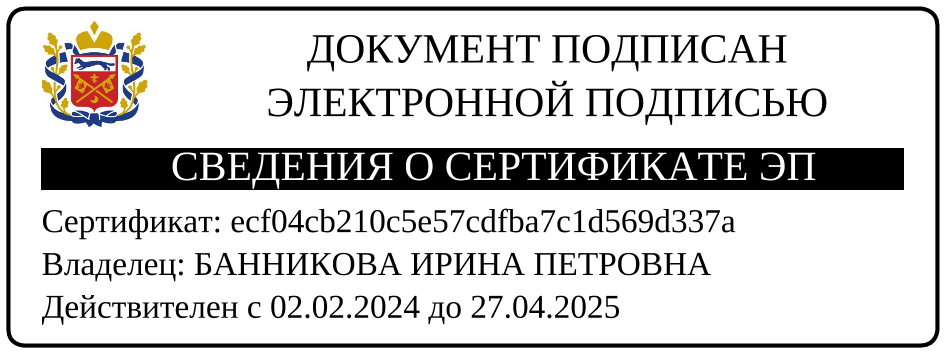 ДОКУМЕНТ ПОДПИСАН
ЭЛЕКТРОННОЙ ПОДПИСЬЮ
СВЕДЕНИЯ О СЕРТИФИКАТЕ ЭП
Сертификат: ecf04cb210c5e57cdfba7c1d569d337a
Владелец: БАННИКОВА ИРИНА ПЕТРОВНА
Действителен с 02.02.2024 до 27.04.2025